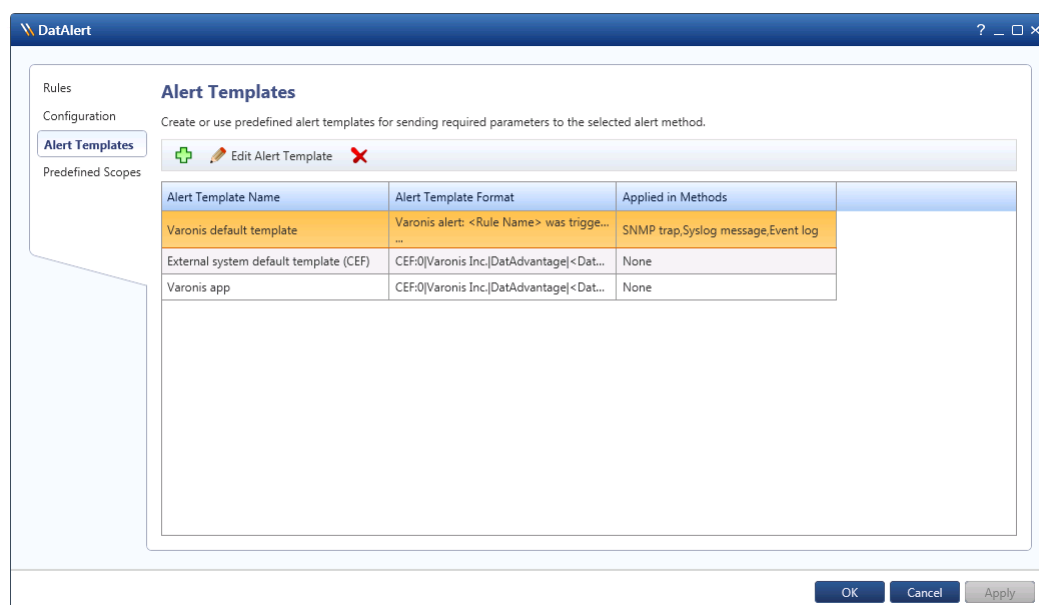 DatAlert
?
Rules
Configuration
Alert Templates
Predefined Scopes
Alert Templates
Create or use predefined alert templates for sending required parameters to the selected alert method.
Edit Alert Template
Alert Template Name Alert Template Format Applied in Methods
Varonis default template Varonis alert: <Rule Name> was trigge... SNMP trap,Syslog message,Event log
...
External system default template (CEF) CEF:0|Varonis Inc.|DatAdvantage|<Dat... None
Varonis app CEF:0|Varonis Inc.|DatAdvantage|<Dat... None
OK Cancel Apply